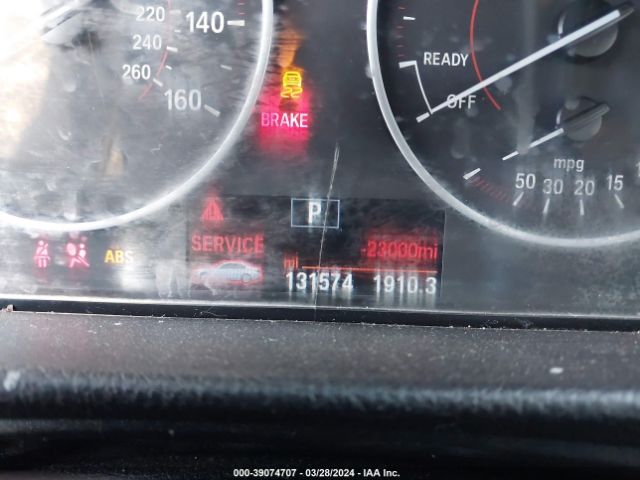 220
140
240
260
160
BRAKE
READY
OFF
mpg
50 30 20 15
P
SERVICE
-23000mi
mi
ABS
131574 1910.3
000-39074707 - 03/28/2024 - IAA Inc.